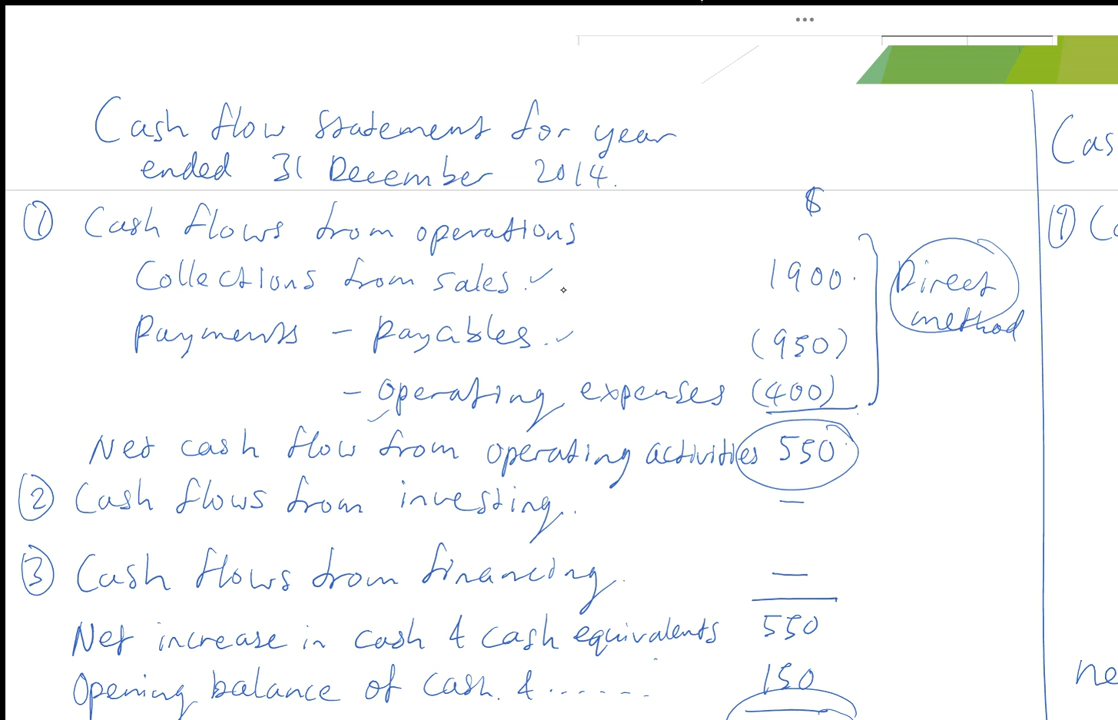 Cash flow statement for year
ended 31 December 2014.
$
① Cash flows from operations
Collections from sales. ✓ 1900.
Payments - payables. ✓ (950)
- operating expenses (400)
Direct
method
Net cash flow from operating activities 550
② Cash flows from investing. —
③ Cash flows from financing. —
Net increase in cash & cash equivalents 550
Opening balance of cash. & ...... 150
Cas
① C
ne